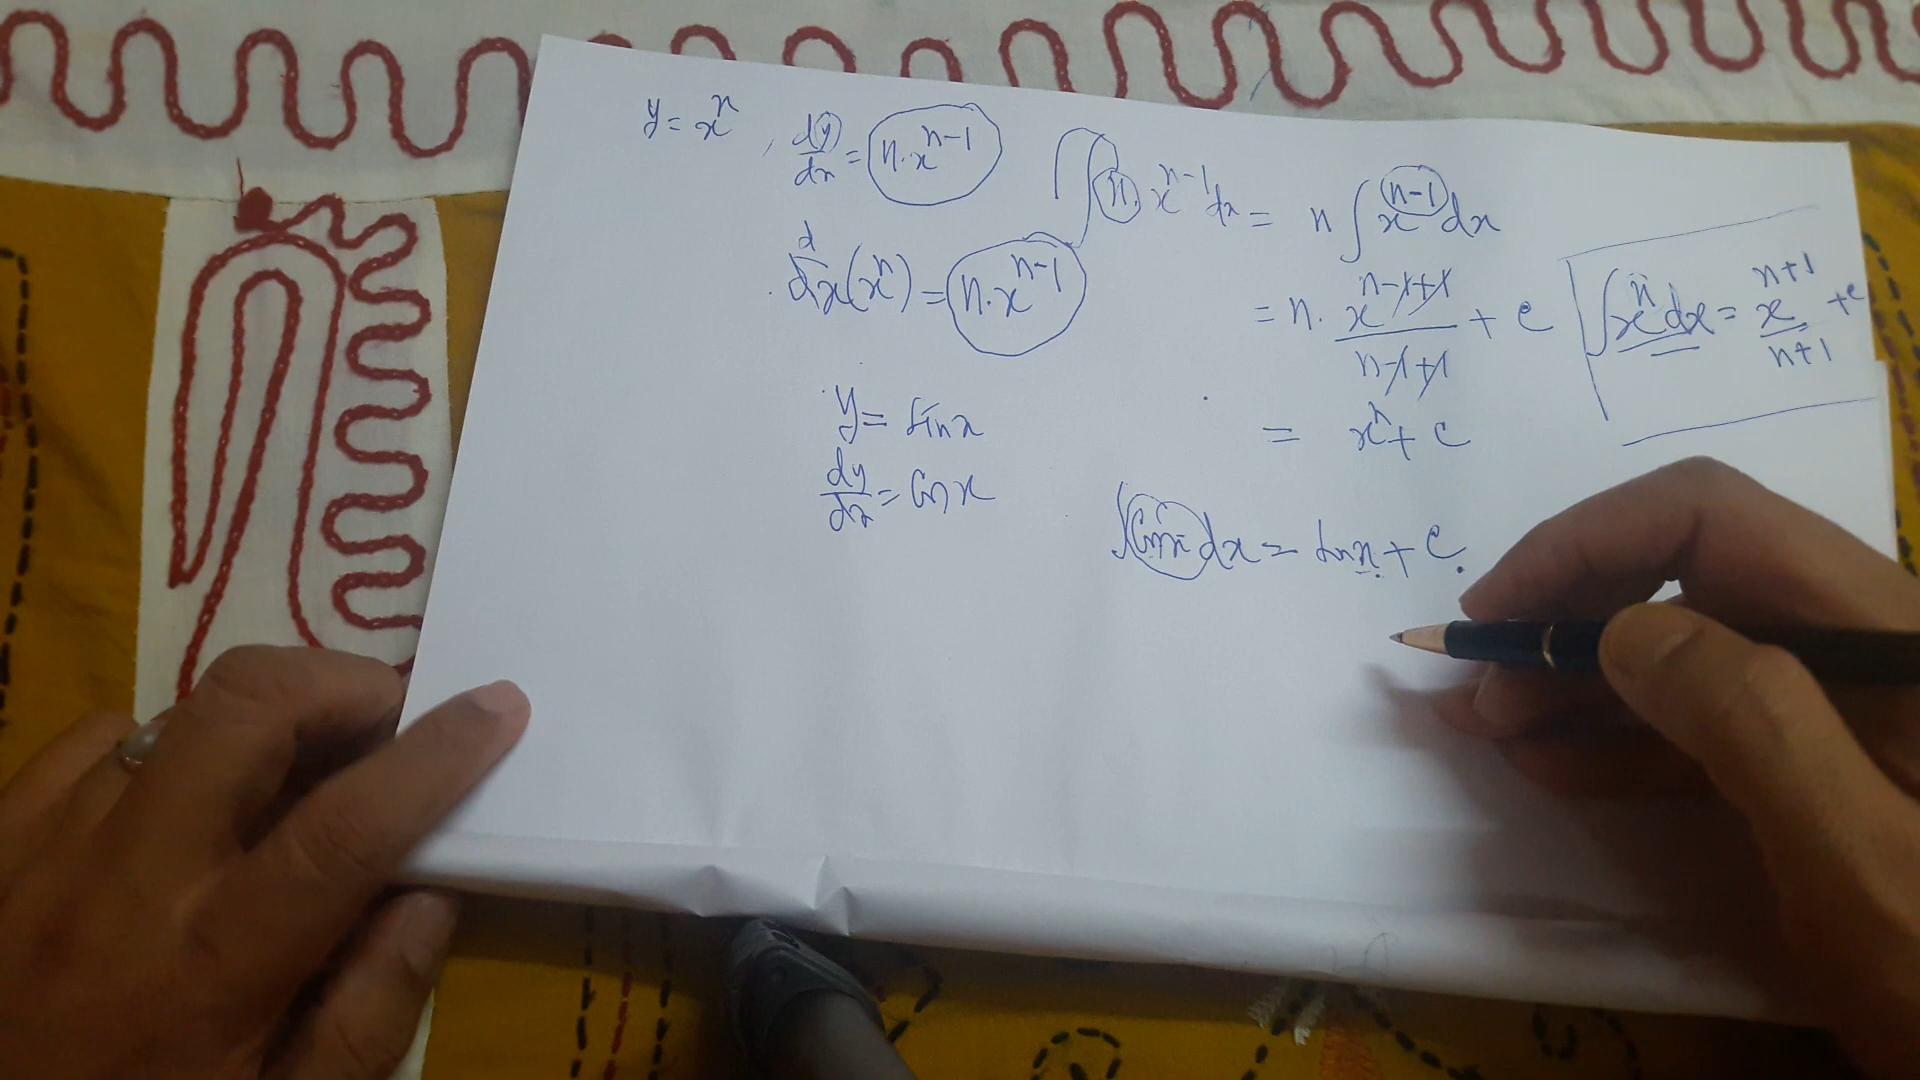 y = x^n , dy/dx = n·x^(n-1)
d/dx(x^n) = n·x^(n-1)
y = sin x
dy/dx = cos x
∫ n·x^(n-1) dx = n ∫ x^(n-1) dx
= n· x^(n-1+1)/(n-1+1) + c
= x^n + c
∫ x^n dx = x^(n+1)/(n+1) + c
∫ cos x dx = sin x + c